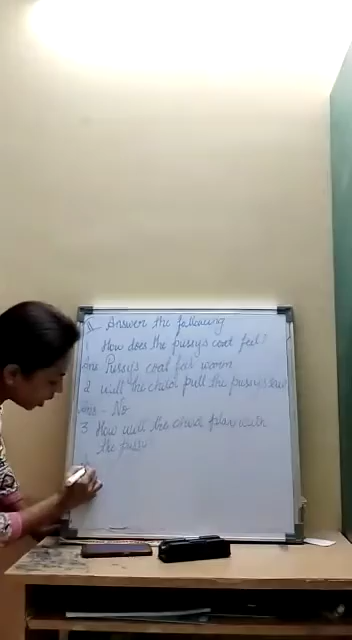 II Answer the following
1 How does the pussy's coat feel?
Ans Pussy's coat feel warm
2 will the child pull the pussy's
Ans - No
3 How will the child play with
the pussy
A